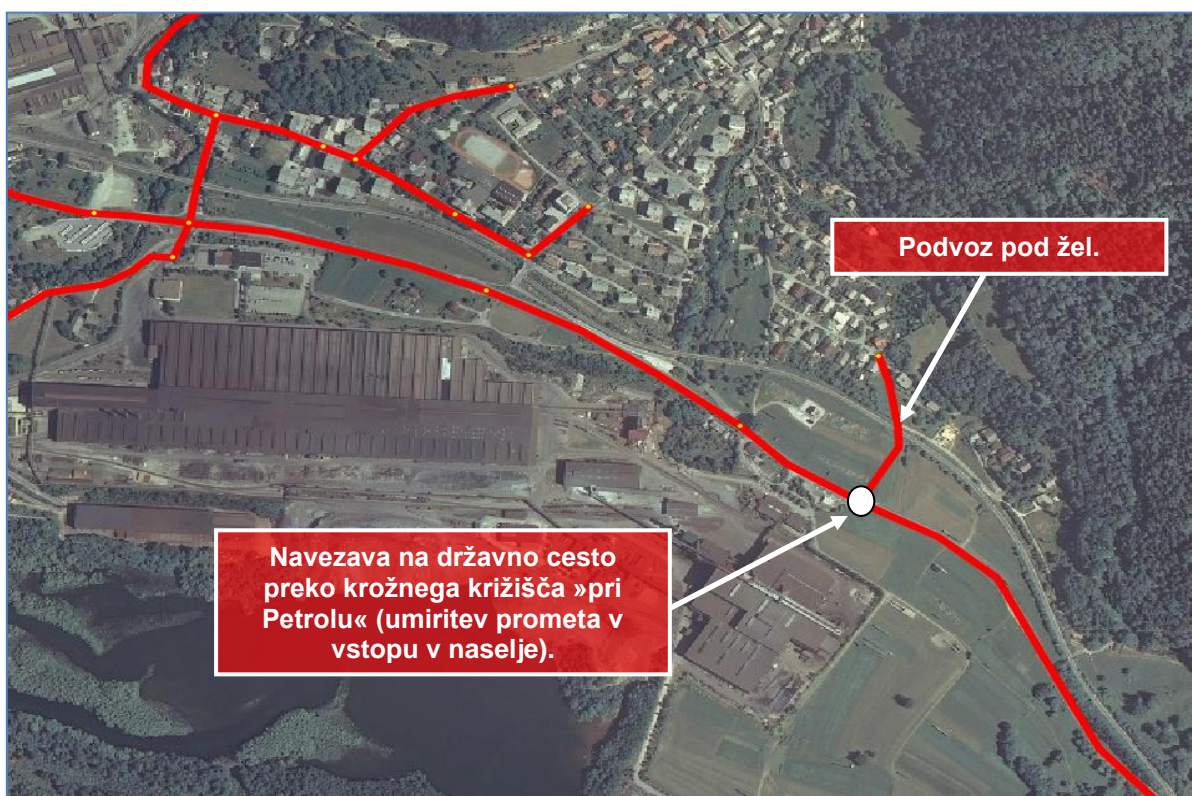 Podvoz pod žel.
Navezava na državno cesto
preko krožnega križišča »pri
Petrolu« (umiritev prometa v
vstopu v naselje).